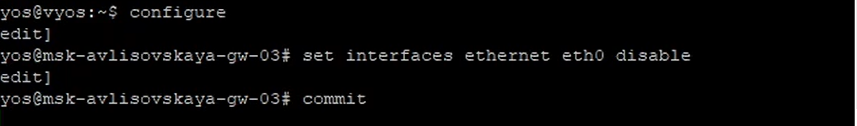 yos@vyos:~$ configure
edit]
yos@msk-avlisovskaya-gw-03# set interfaces ethernet eth0 disable
edit]
yos@msk-avlisovskaya-gw-03# commit